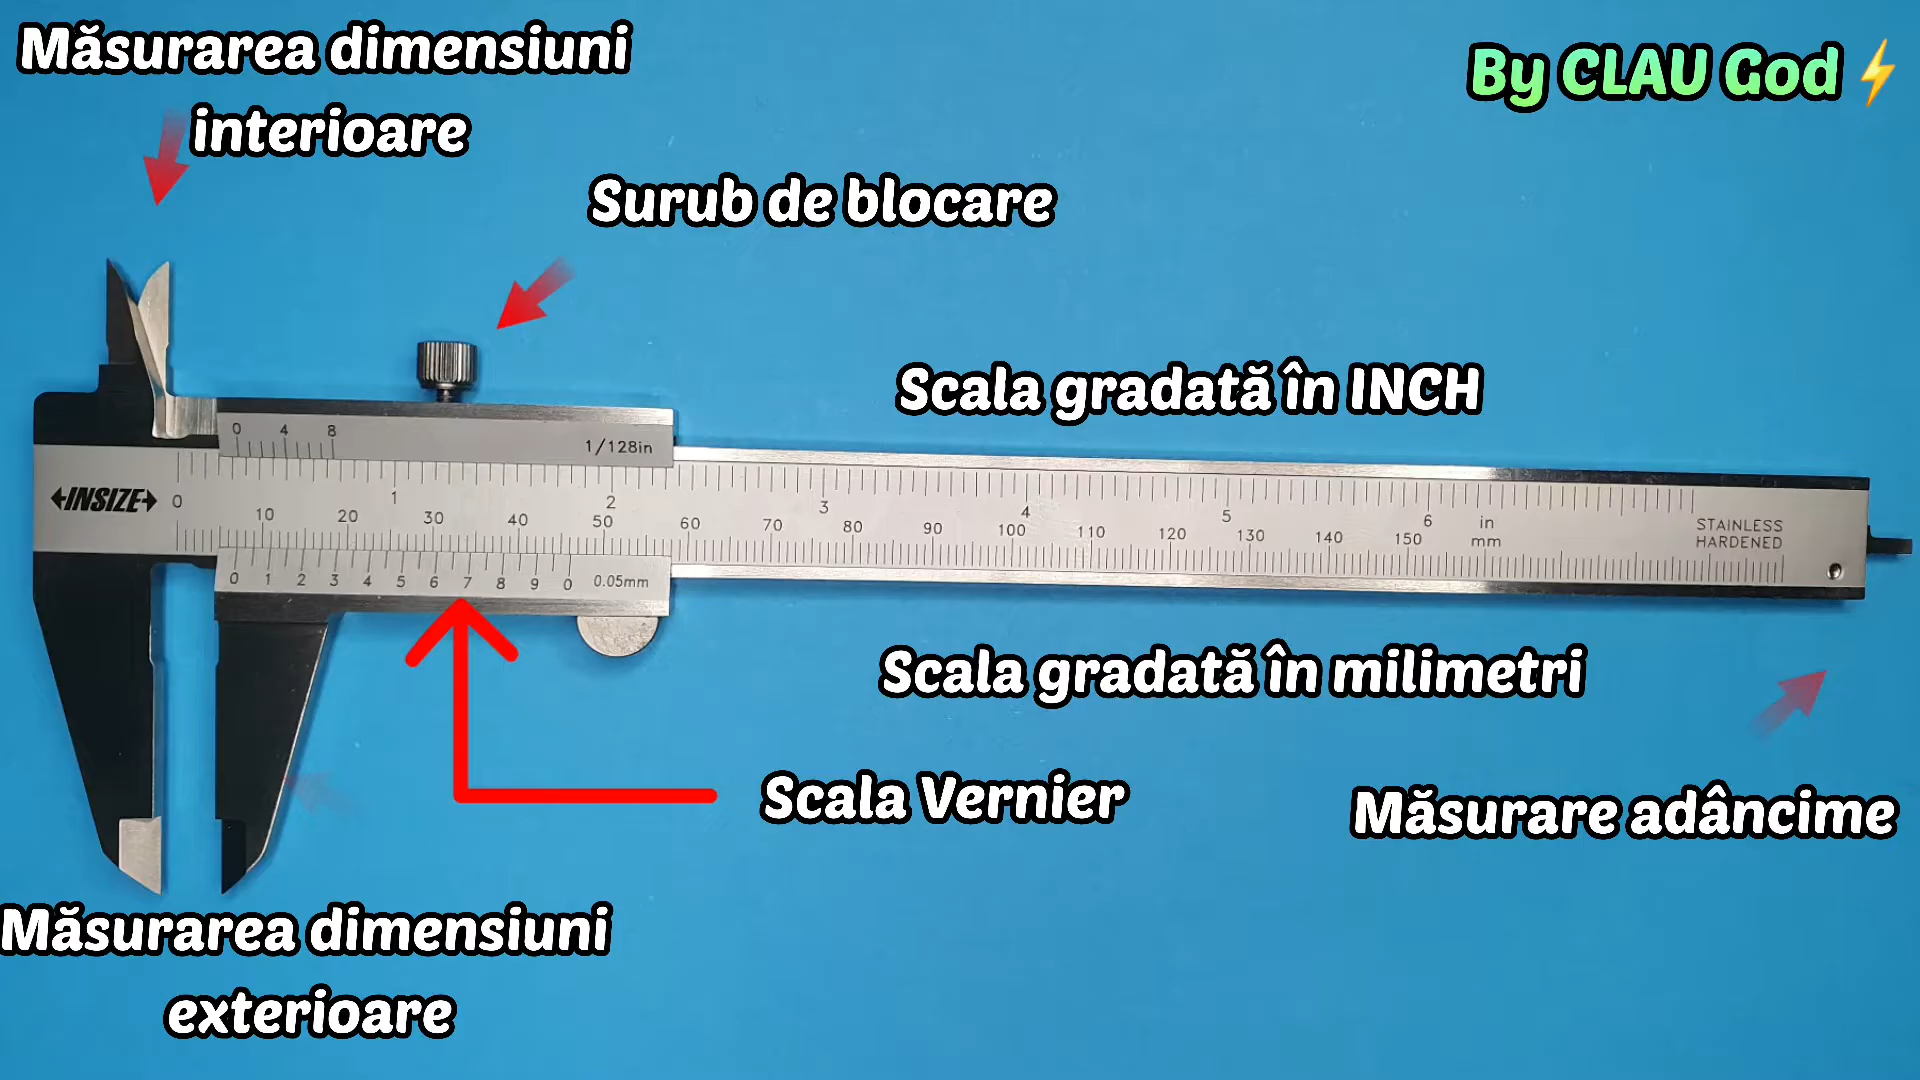 Măsurarea dimensiuni
interioare
By CLAU God⚡
Surub de blocare
Scala gradată în INCH
0 4 8
1/128in
INSIZE
0 1 2 3 4 5 6 in
10 20 30 40 50 60 70 80 90 100 110 120 130 140 150 mm
STAINLESS
HARDENED
0 1 2 3 4 5 6 7 8 9 0 0.05mm
Scala gradată în milimetri
Scala Vernier
Măsurare adâncime
Măsurarea dimensiuni
exterioare